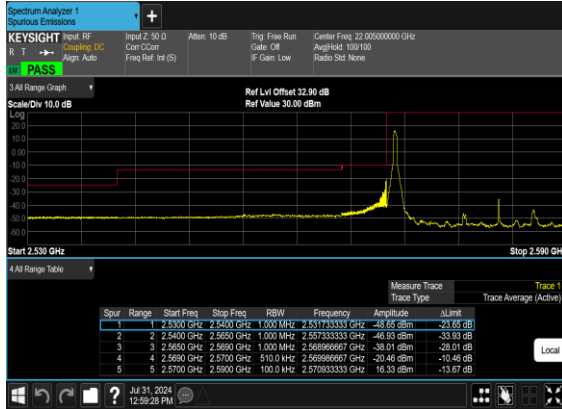 Spectrum Analyzer 1
Spurious Emissions
KEYSIGHT Input: RF Input Z: 50 Ω Atten: 10 dB Trig: Free Run Center Freq: 22.005000000 GHz
R T Coupling: DC Corr CCorr Gate: Off Avg|Hold: 100/100
Align: Auto Freq Ref: Int (S) IF Gain: Low Radio Std: None
PASS
3 All Range Graph
Ref Lvl Offset 32.90 dB
Scale/Div 10.0 dB Ref Value 30.00 dBm
Log
20.0
10.0
0.00
-10.0
-20.0
-30.0
-40.0
-50.0
-60.0
Start 2.530 GHz Stop 2.590 GH
4 All Range Table
Measure Trace Trace 1
Trace Type Trace Average (Active)
Spur Range Start Freq Stop Freq RBW Frequency Amplitude ΔLimit
1 1 2.5300 GHz 2.5400 GHz 1.000 MHz 2.531733333 GHz -48.65 dBm -23.65 dB
2 2 2.5400 GHz 2.5650 GHz 1.000 MHz 2.557333333 GHz -46.93 dBm -33.93 dB
3 3 2.5650 GHz 2.5690 GHz 1.000 MHz 2.568966667 GHz -38.01 dBm -28.01 dB
4 4 2.5690 GHz 2.5700 GHz 510.0 kHz 2.569986667 GHz -20.46 dBm -10.46 dB
5 5 2.5700 GHz 2.5900 GHz 100.0 kHz 2.570933333 GHz 16.33 dBm -13.67 dB
Local
Jul 31, 2024
12:59:28 PM